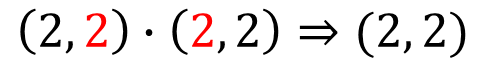 (2, 2) · (2, 2) ⇒ (2, 2)